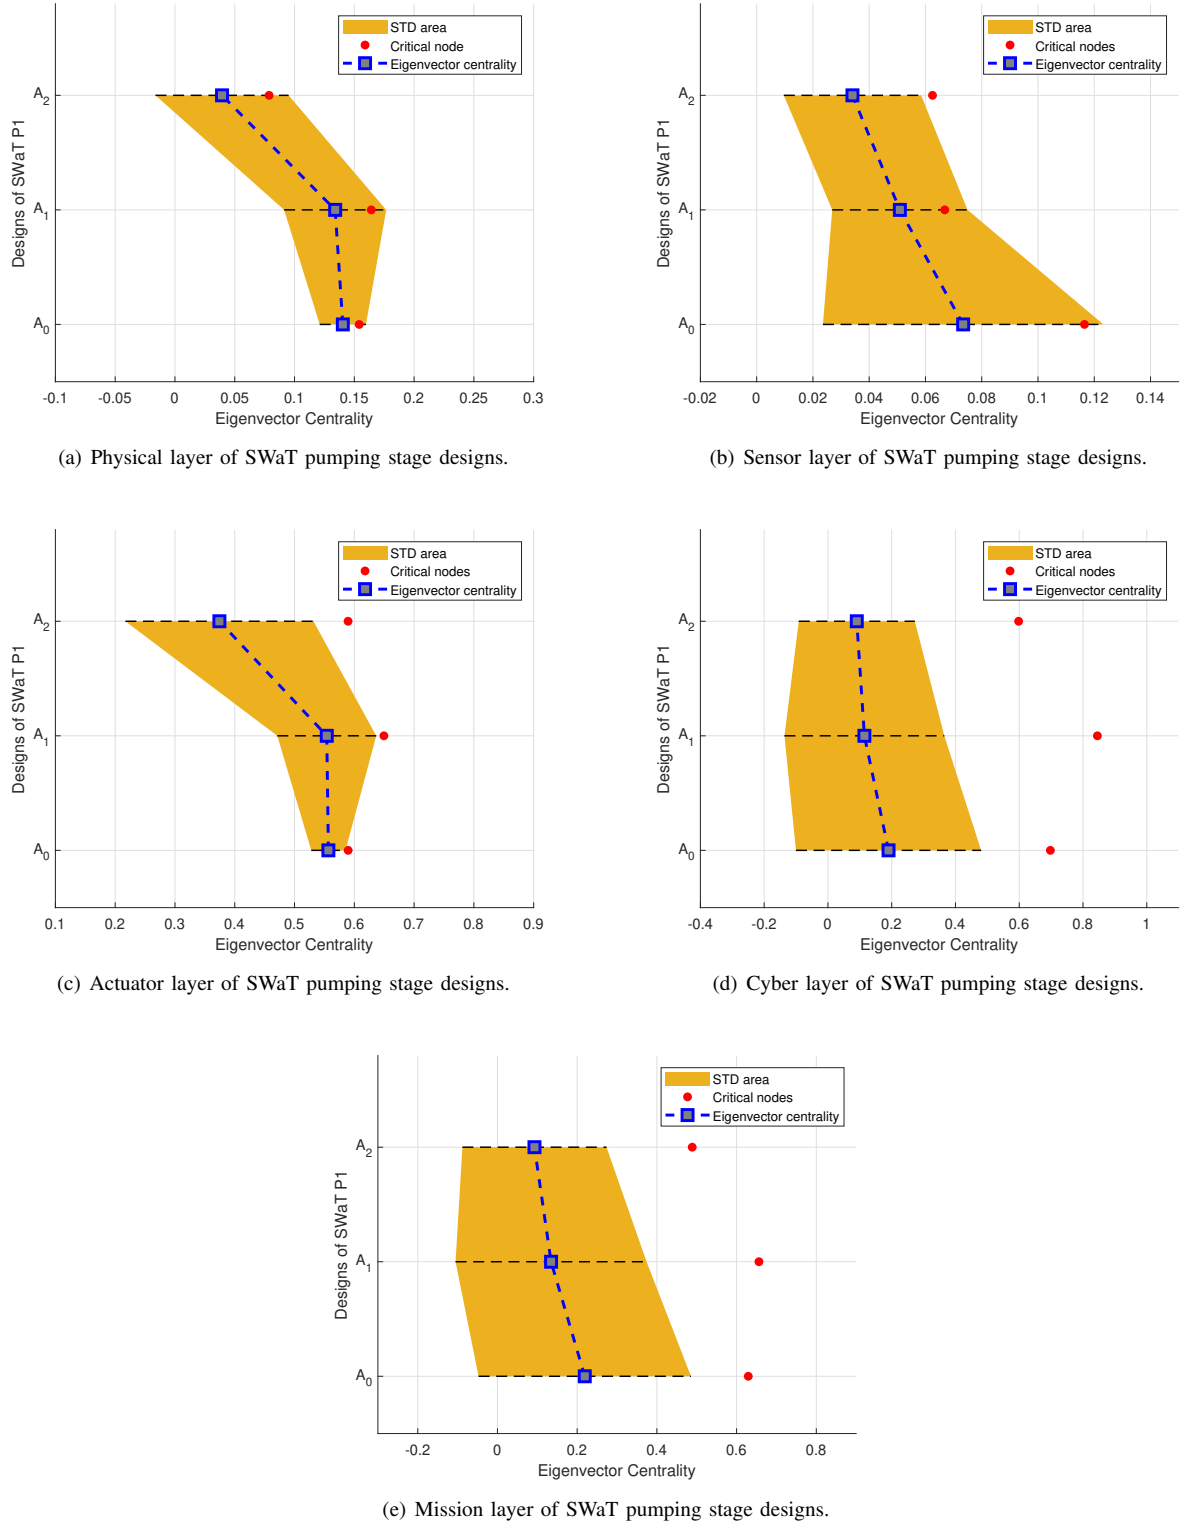 STD area
Critical node
Eigenvector centrality
Designs of SWaT P1
A2
A1
A0
-0.1 -0.05 0 0.05 0.1 0.15 0.2 0.25 0.3
Eigenvector Centrality
(a) Physical layer of SWaT pumping stage designs.
STD area
Critical nodes
Eigenvector centrality
Designs of SWaT P1
A2
A1
A0
-0.02 0 0.02 0.04 0.06 0.08 0.1 0.12 0.14
Eigenvector Centrality
(b) Sensor layer of SWaT pumping stage designs.
STD area
Critical nodes
Eigenvector centrality
Designs of SWaT P1
A2
A1
A0
0.1 0.2 0.3 0.4 0.5 0.6 0.7 0.8 0.9
Eigenvector Centrality
(c) Actuator layer of SWaT pumping stage designs.
STD area
Critical nodes
Eigenvector centrality
Designs of SWaT P1
A2
A1
A0
-0.4 -0.2 0 0.2 0.4 0.6 0.8 1
Eigenvector Centrality
(d) Cyber layer of SWaT pumping stage designs.
STD area
Critical nodes
Eigenvector centrality
Designs of SWaT P1
A2
A1
A0
-0.2 0 0.2 0.4 0.6 0.8
Eigenvector Centrality
(e) Mission layer of SWaT pumping stage designs.